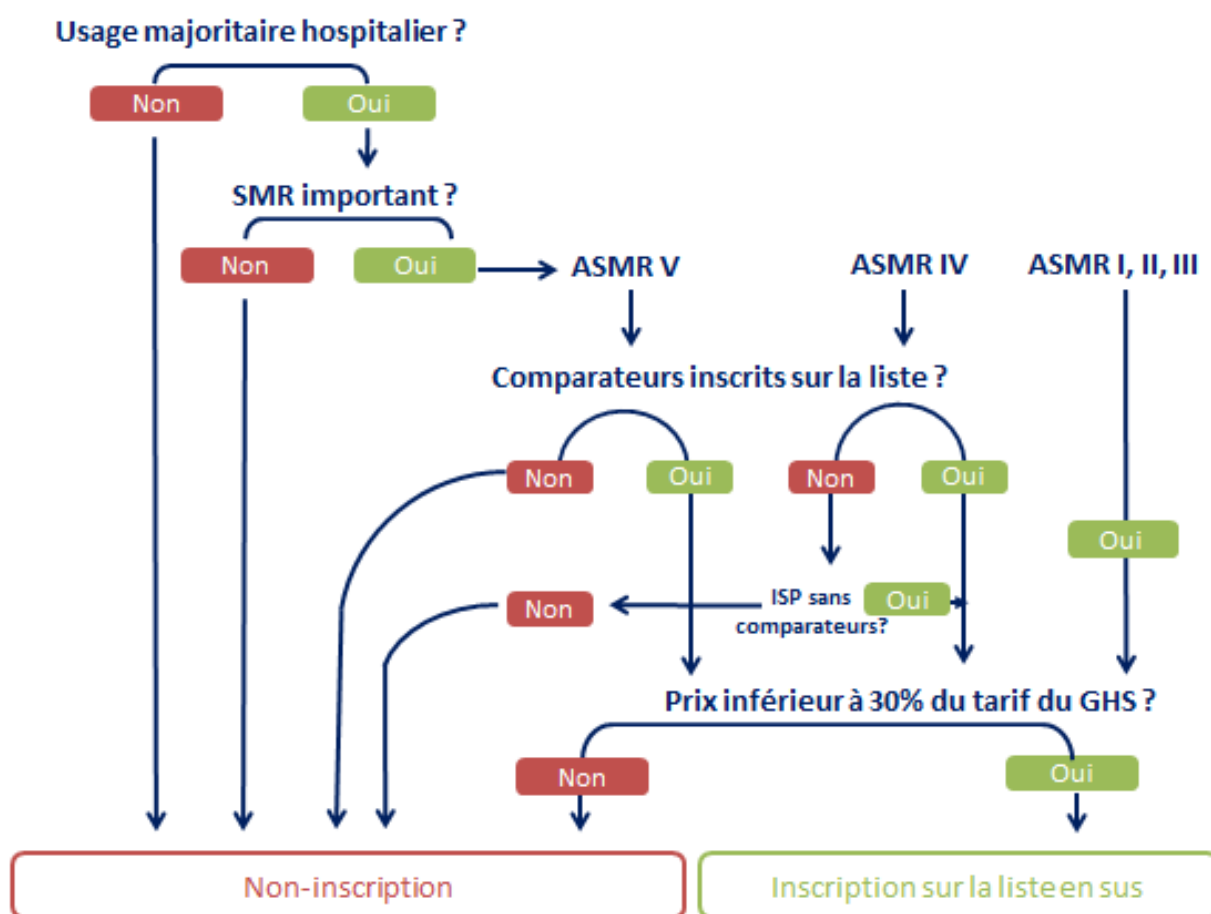 Usage majoritaire hospitalier ?
Non
Oui
SMR important ?
Non
Oui
ASMR V
ASMR IV
ASMR I, II, III
Comparateurs inscrits sur la liste ?
Non
Oui
Non
Oui
Oui
ISP sans
comparateurs?
Oui
Non
Prix inférieur à 30% du tarif du GHS ?
Non
Oui
Non-inscription
Inscription sur la liste en sus